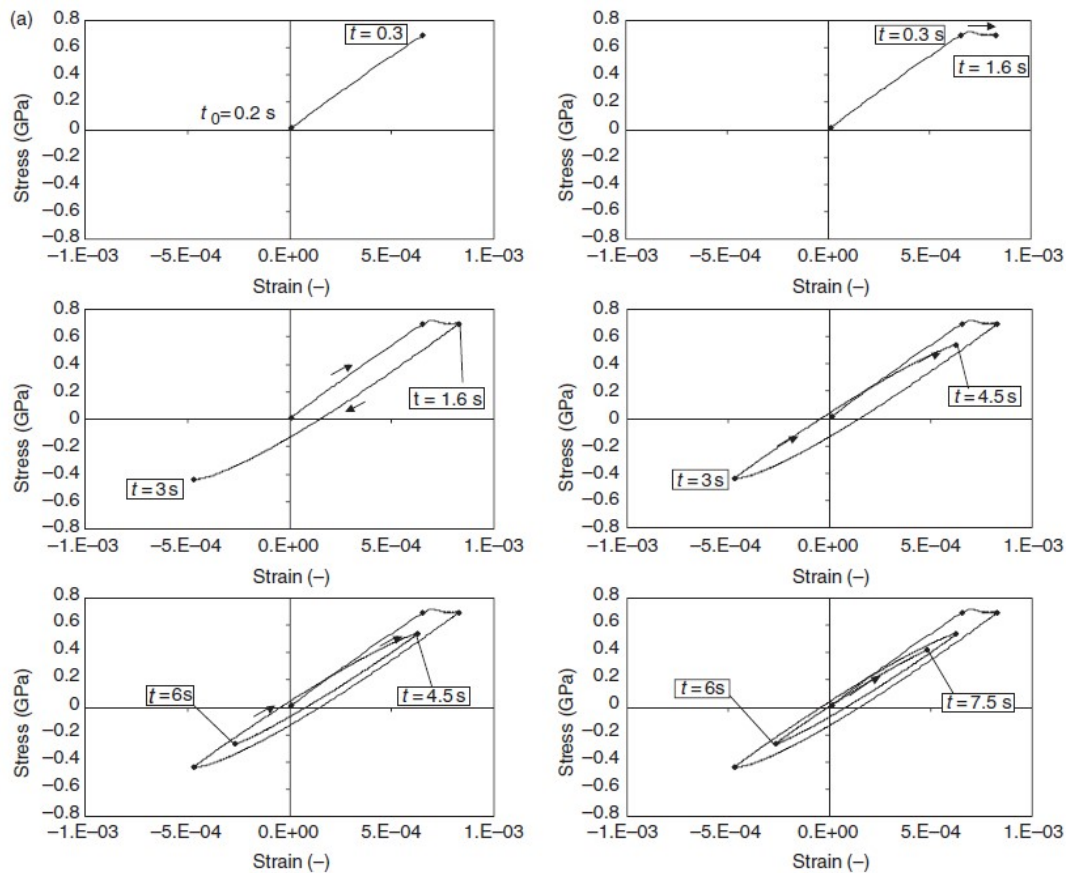 (a)
Stress (GPa)
0.8
0.6
0.4
0.2
0
−0.2
−0.4
−0.6
−0.8
t = 0.3
t 0= 0.2 s
−1.E−03 −5.E−04 0.E+00 5.E−04 1.E−03
Strain (−)
Stress (GPa)
0.8
0.6
0.4
0.2
0
−0.2
−0.4
−0.6
−0.8
t = 0.3 s
t = 1.6 s
−1.E−03 −5.E−04 0.E+00 5.E−04 1.E−03
Strain (−)
Stress (GPa)
0.8
0.6
0.4
0.2
0
−0.2
−0.4
−0.6
−0.8
t = 1.6 s
t = 3 s
−1.E−03 −5.E−04 0.E+00 5.E−04 1.E−03
Strain (−)
Stress (GPa)
0.8
0.6
0.4
0.2
0
−0.2
−0.4
−0.6
−0.8
t = 4.5 s
t = 3 s
−1.E−03 −5.E−04 0.E+00 5.E−04 1.E−03
Strain (−)
Stress (GPa)
0.8
0.6
0.4
0.2
0
−0.2
−0.4
−0.6
−0.8
t = 6s
t = 4.5 s
−1.E−03 −5.E−04 0.E+00 5.E−04 1.E−03
Strain (−)
Stress (GPa)
0.8
0.6
0.4
0.2
0
−0.2
−0.4
−0.6
−0.8
t = 6s
t = 7.5 s
−1.E−03 −5.E−04 0.E+00 5.E−04 1.E−03
Strain (−)